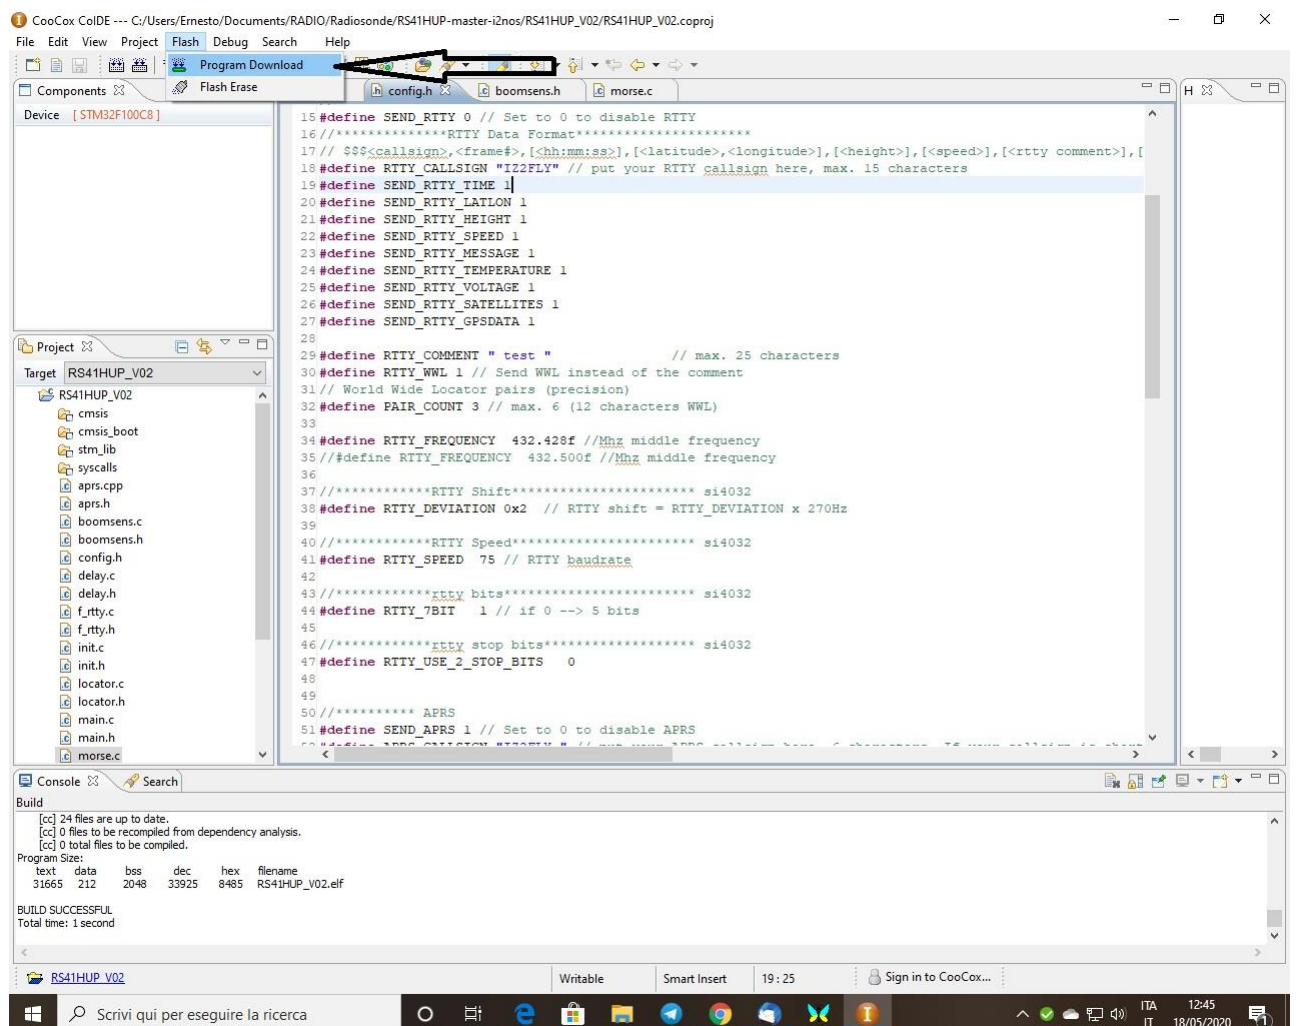 CooCox CoIDE --- C:/Users/Ernesto/Documents/RADIO/Radiosonde/RS41HUP-master-i2nos/RS41HUP_V02/RS41HUP_V02.coproj
File Edit View Project Flash Debug Search Help
Program Download
Flash Erase
Components
config.h
boomsens.h
morse.c
H
Device [ STM32F100C8 ]
15 #define SEND_RTTY 0 // Set to 0 to disable RTTY
16 //**************RTTY Data Format**********************
17 // $$$<callsign>,<frame#>,[<hh:mm:ss>],[<latitude>,<longitude>],[<height>],[<speed>],[<rtty comment>],[
18 #define RTTY_CALLSIGN "IZ2FLY" // put your RTTY callsign here, max. 15 characters
19 #define SEND_RTTY_TIME 1
20 #define SEND_RTTY_LATLON 1
21 #define SEND_RTTY_HEIGHT 1
22 #define SEND_RTTY_SPEED 1
23 #define SEND_RTTY_MESSAGE 1
24 #define SEND_RTTY_TEMPERATURE 1
25 #define SEND_RTTY_VOLTAGE 1
26 #define SEND_RTTY_SATELLITES 1
27 #define SEND_RTTY_GPSDATA 1
28
29 #define RTTY_COMMENT " test " // max. 25 characters
30 #define RTTY_WWL 1 // Send WWL instead of the comment
31 // World Wide Locator pairs (precision)
32 #define PAIR_COUNT 3 // max. 6 (12 characters WWL)
33
34 #define RTTY_FREQUENCY 432.428f //Mhz middle frequency
35 //#define RTTY_FREQUENCY 432.500f //Mhz middle frequency
36
37 //************RTTY Shift*********************** si4032
38 #define RTTY_DEVIATION 0x2 // RTTY shift = RTTY_DEVIATION x 270Hz
39
40 //************RTTY Speed*********************** si4032
41 #define RTTY_SPEED 75 // RTTY baudrate
42
43 //************rtty bits************************ si4032
44 #define RTTY_7BIT 1 // if 0 --> 5 bits
45
46 //************rtty stop bits******************* si4032
47 #define RTTY_USE_2_STOP_BITS 0
48
49
50 //********** APRS
51 #define SEND_APRS 1 // Set to 0 to disable APRS
Project
Target RS41HUP_V02
RS41HUP_V02
cmsis
cmsis_boot
stm_lib
syscalls
aprs.cpp
aprs.h
boomsens.c
boomsens.h
config.h
delay.c
delay.h
f_rtty.c
f_rtty.h
init.c
init.h
locator.c
locator.h
main.c
main.h
morse.c
Console
Search
Build
[cc] 24 files are up to date.
[cc] 0 files to be recompiled from dependency analysis.
[cc] 0 total files to be compiled.
Program Size:
text data bss dec hex filename
31665 212 2048 33925 8485 RS41HUP_V02.elf
BUILD SUCCESSFUL
Total time: 1 second
RS41HUP_V02
Writable
Smart Insert
19 : 25
Sign in to CooCox...
Scrivi qui per eseguire la ricerca
ITA
IT
12:45
18/05/2020